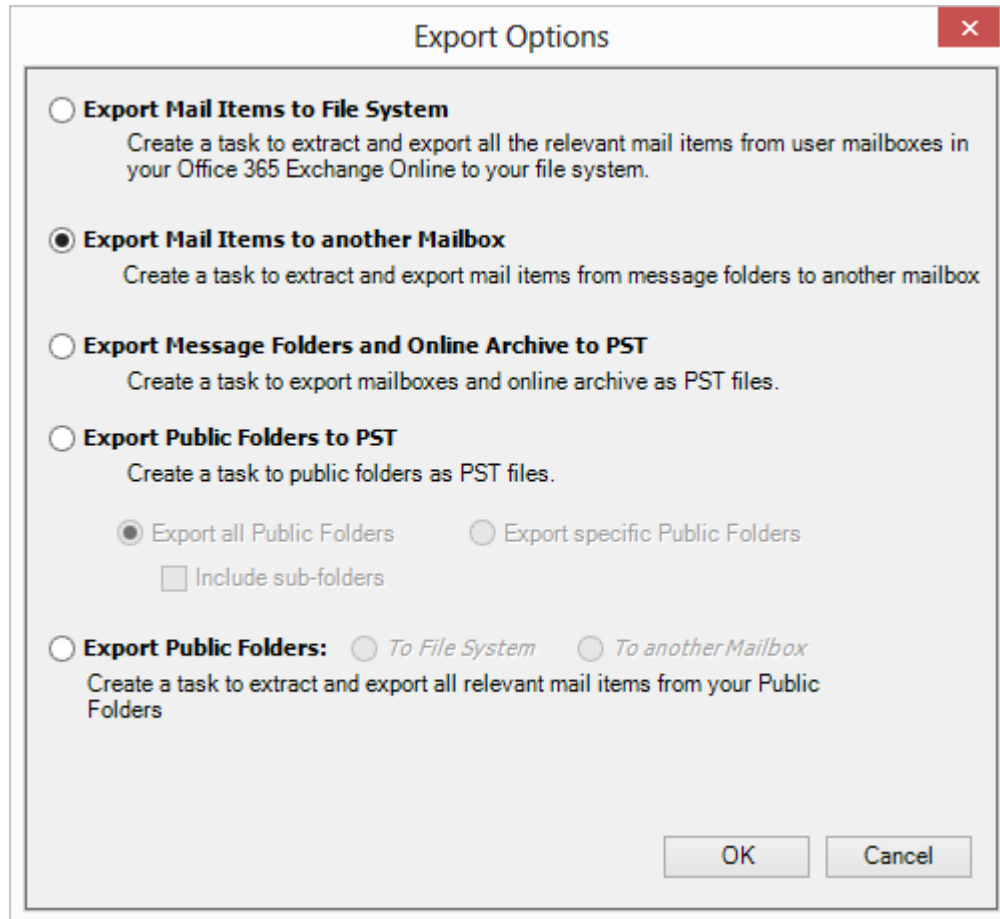 Export Options
Export Mail Items to File System
Create a task to extract and export all the relevant mail items from user mailboxes in
your Office 365 Exchange Online to your file system.
Export Mail Items to another Mailbox
Create a task to extract and export mail items from message folders to another mailbox
Export Message Folders and Online Archive to PST
Create a task to export mailboxes and online archive as PST files.
Export Public Folders to PST
Create a task to public folders as PST files.
Export all Public Folders Export specific Public Folders
Include sub-folders
Export Public Folders: To File System To another Mailbox
Create a task to extract and export all relevant mail items from your Public
Folders
OK Cancel